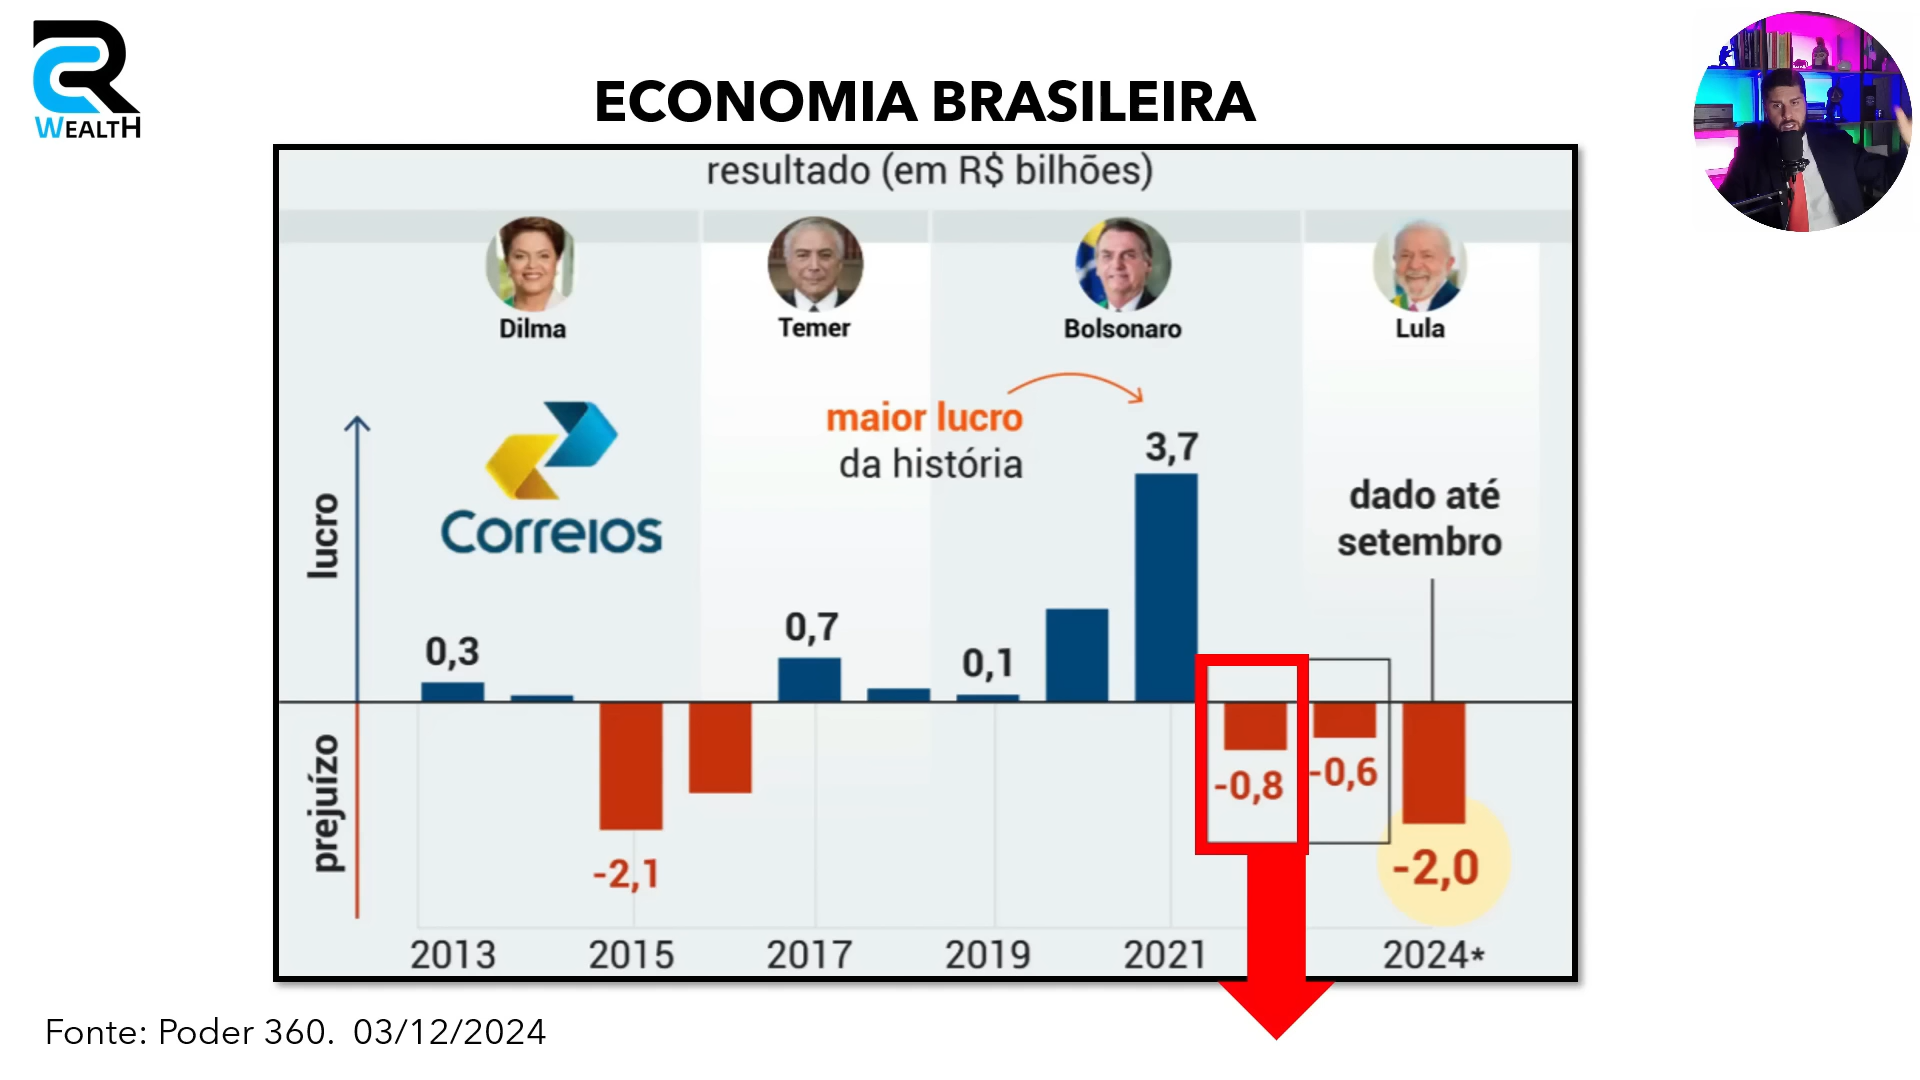 WEALTH
ECONOMIA BRASILEIRA
resultado (em R$ bilhões)
Dilma
Temer
Bolsonaro
Lula
maior lucro
da história
3,7
dado até
setembro
Correios
lucro
0,3
0,7
0,1
prejuízo
-0,8
-0,6
-2,1
-2,0
2013
2015
2017
2019
2021
2024*
Fonte: Poder 360. 03/12/2024